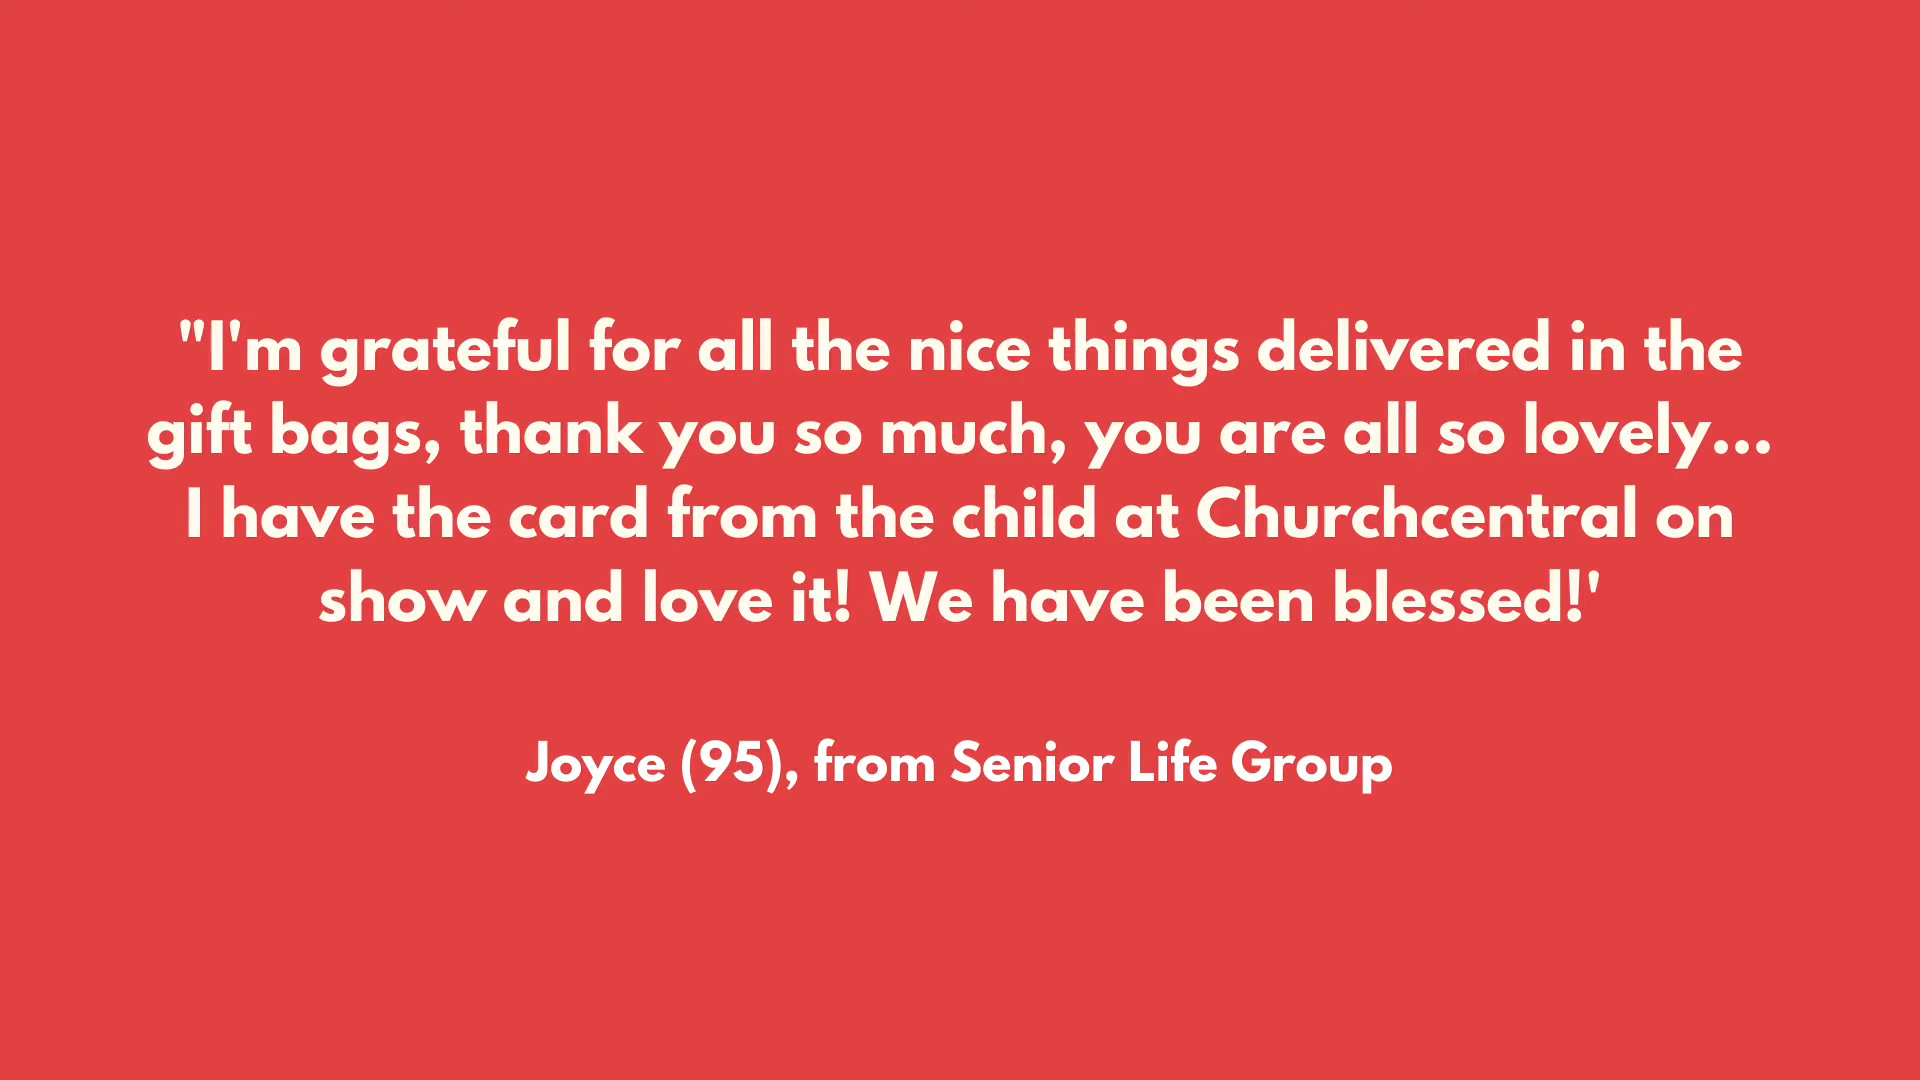 "I'm grateful for all the nice things delivered in the
gift bags, thank you so much, you are all so lovely...
I have the card from the child at Churchcentral on
show and love it! We have been blessed!'
Joyce (95), from Senior Life Group